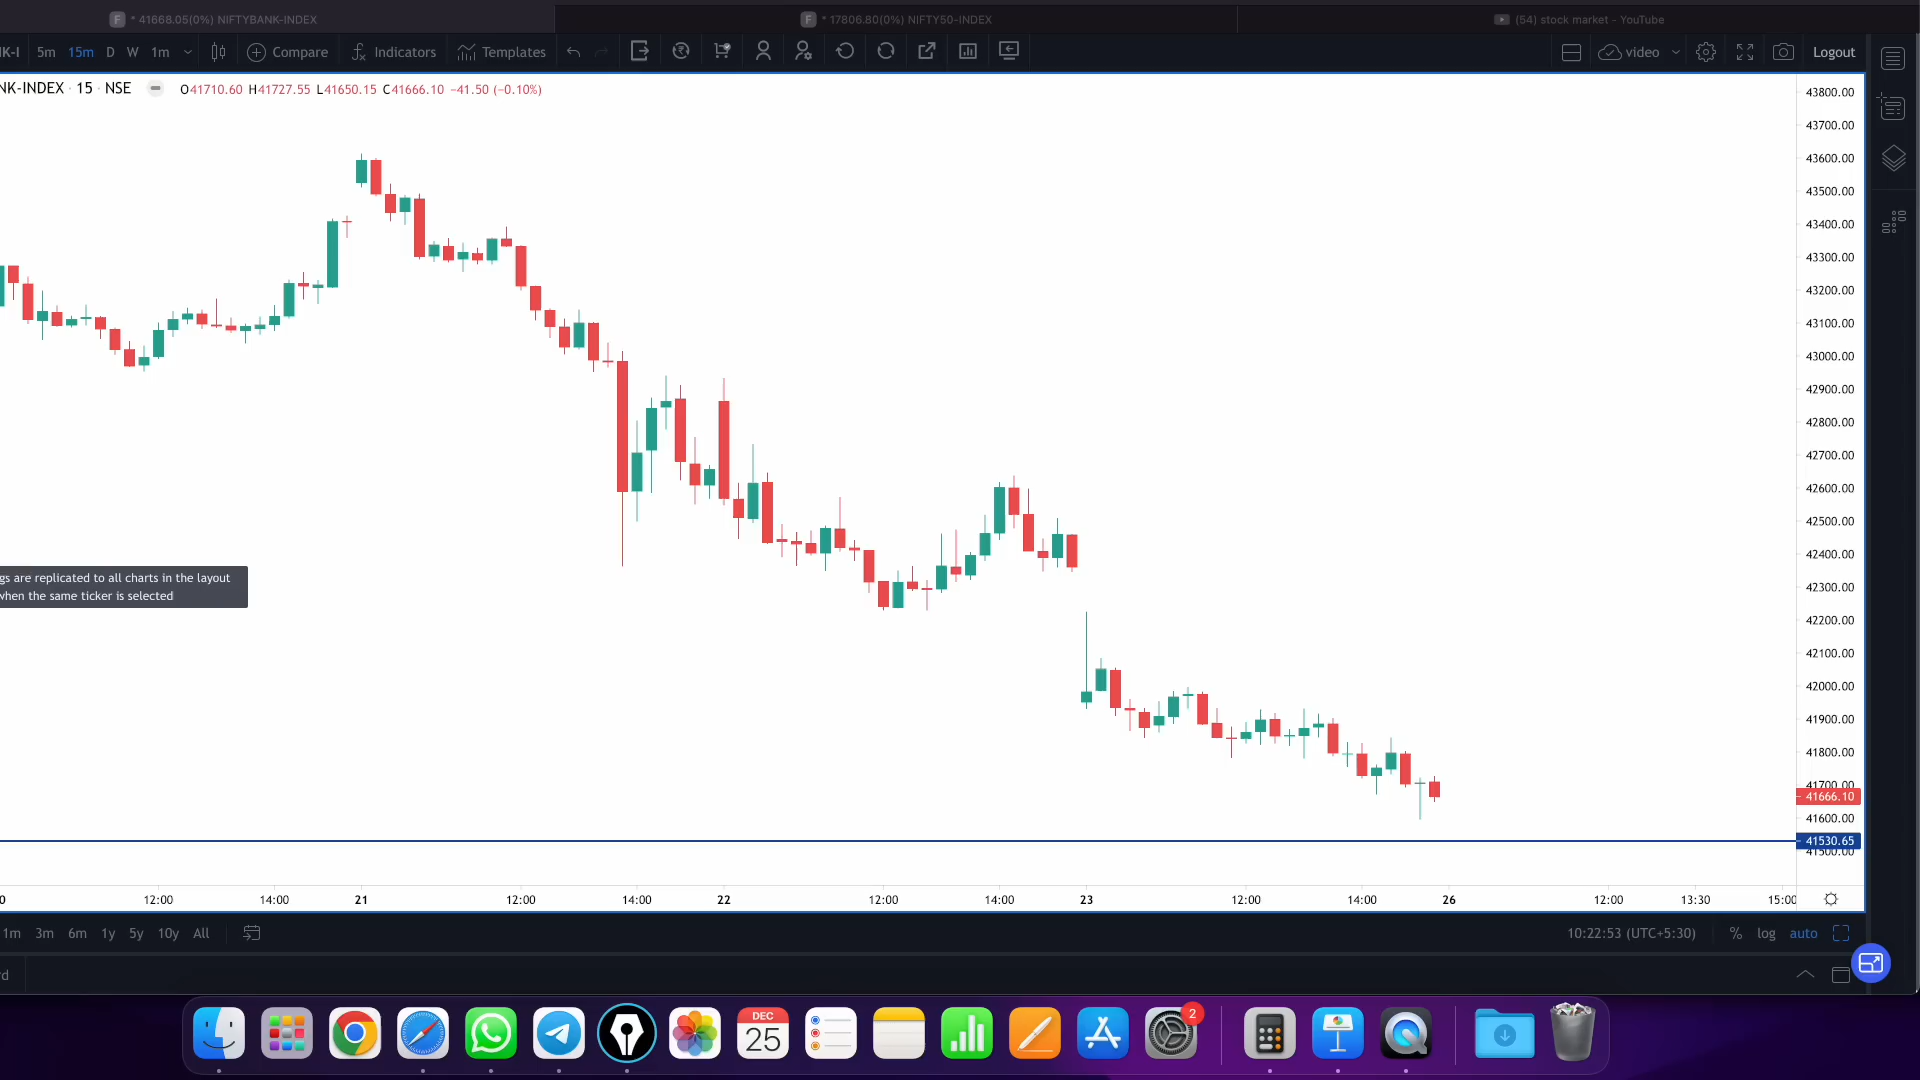 * 41668.05(0%) NIFTYBANK-INDEX
* 17806.80(0%) NIFTY50-INDEX
(54) stock market - YouTube
K-I 5m 15m D W 1m Compare Indicators Templates video Logout
NK-INDEX · 15 · NSE O41710.60 H41727.55 L41650.15 C41666.10 −41.50 (−0.10%)
43800.00
43700.00
43600.00
43500.00
43400.00
43300.00
43200.00
43100.00
43000.00
42900.00
42800.00
42700.00
42600.00
42500.00
42400.00
42300.00
42200.00
42100.00
42000.00
41900.00
41800.00
41700.00
41666.10
41600.00
41530.65
41500.00
gs are replicated to all charts in the layout
when the same ticker is selected
0 12:00 14:00 21 12:00 14:00 22 12:00 14:00 23 12:00 14:00 26 12:00 13:30 15:00
1m 3m 6m 1y 5y 10y All 10:22:53 (UTC+5:30) % log auto
d
DEC
25
2